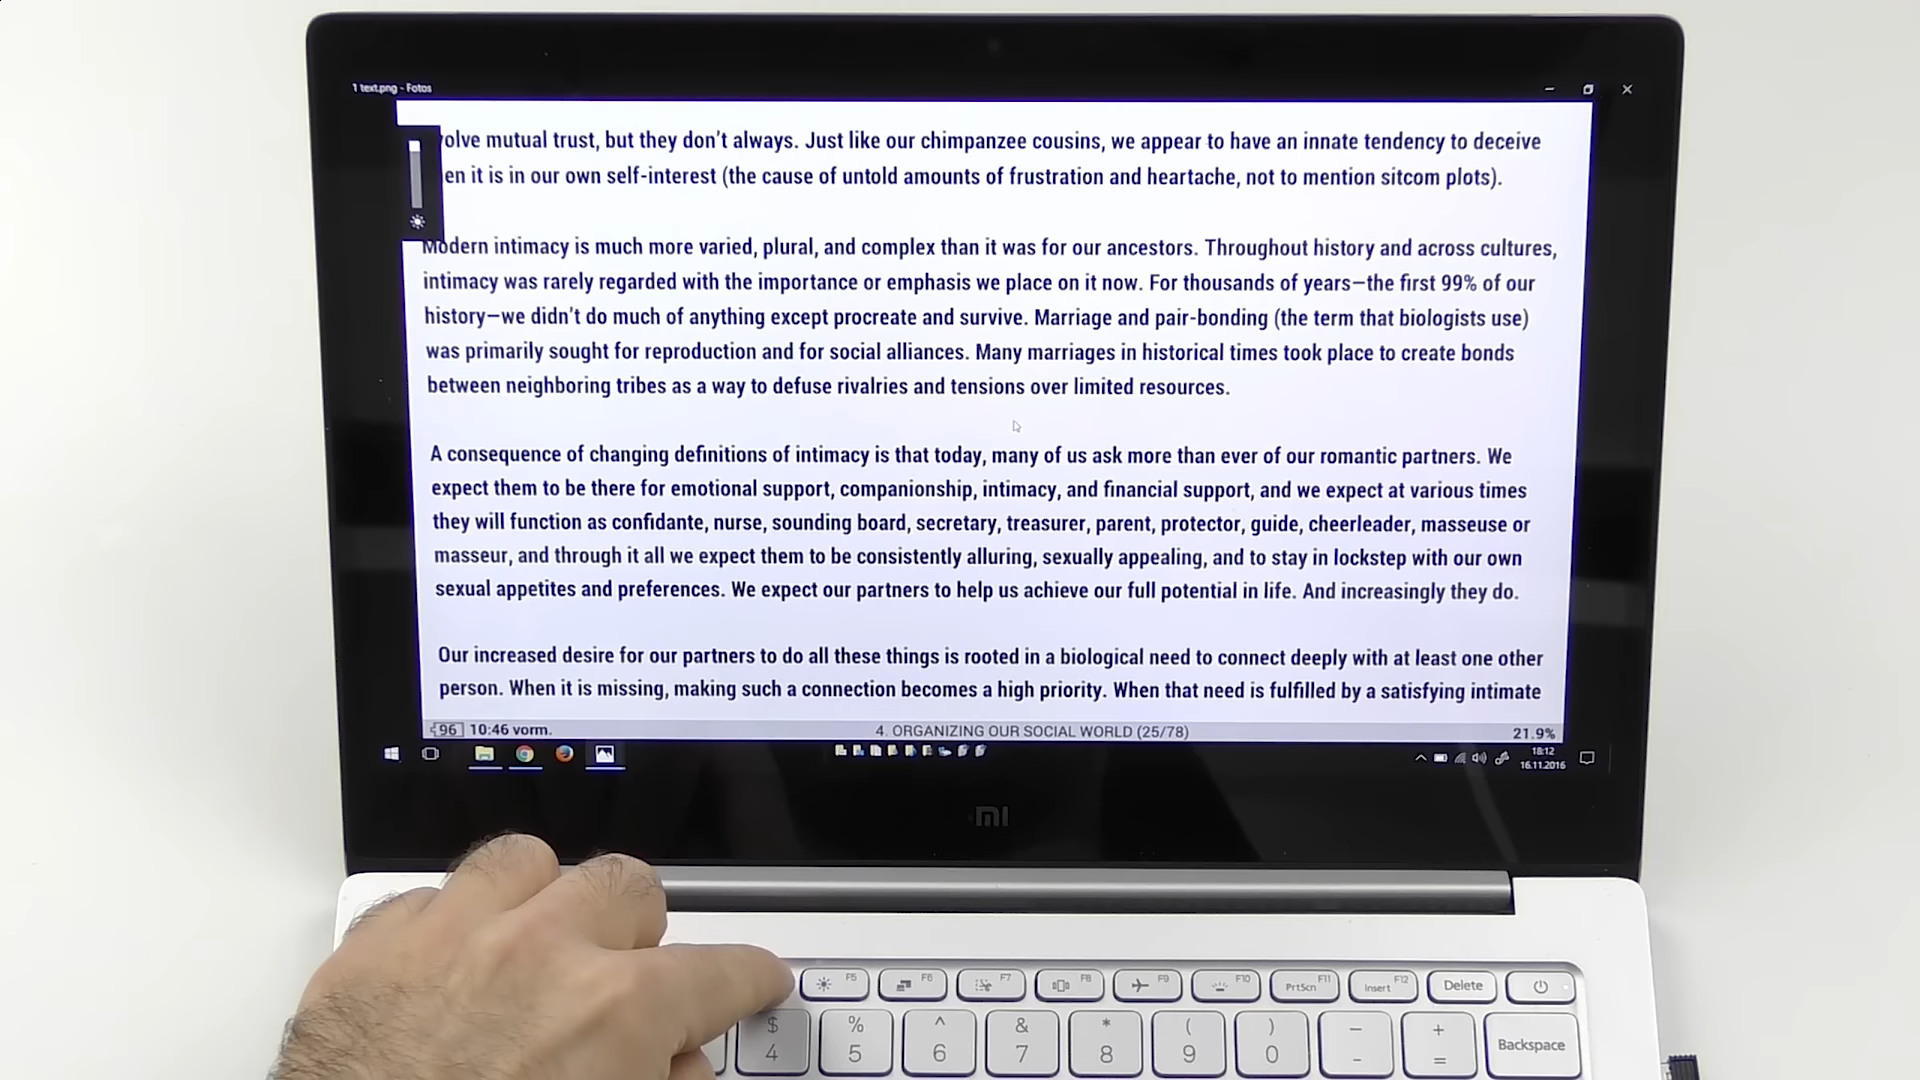 1 text.png - Fotos
volve mutual trust, but they don't always. Just like our chimpanzee cousins, we appear to have an innate tendency to deceive
en it is in our own self-interest (the cause of untold amounts of frustration and heartache, not to mention sitcom plots).
Modern intimacy is much more varied, plural, and complex than it was for our ancestors. Throughout history and across cultures,
intimacy was rarely regarded with the importance or emphasis we place on it now. For thousands of years—the first 99% of our
history—we didn't do much of anything except procreate and survive. Marriage and pair-bonding (the term that biologists use)
was primarily sought for reproduction and for social alliances. Many marriages in historical times took place to create bonds
between neighboring tribes as a way to defuse rivalries and tensions over limited resources.
A consequence of changing definitions of intimacy is that today, many of us ask more than ever of our romantic partners. We
expect them to be there for emotional support, companionship, intimacy, and financial support, and we expect at various times
they will function as confidante, nurse, sounding board, secretary, treasurer, parent, protector, guide, cheerleader, masseuse or
masseur, and through it all we expect them to be consistently alluring, sexually appealing, and to stay in lockstep with our own
sexual appetites and preferences. We expect our partners to help us achieve our full potential in life. And increasingly they do.
Our increased desire for our partners to do all these things is rooted in a biological need to connect deeply with at least one other
person. When it is missing, making such a connection becomes a high priority. When that need is fulfilled by a satisfying intimate
96 10:46 vorm. 4. ORGANIZING OUR SOCIAL WORLD (25/78) 21.9%
18:12
16.11.2016
MI
F5 F6 F7 F8 F9 F10 PrtScn F11 Insert F12 Delete
$ % ^ & * ( ) _ +
4 5 6 7 8 9 0 - = Backspace